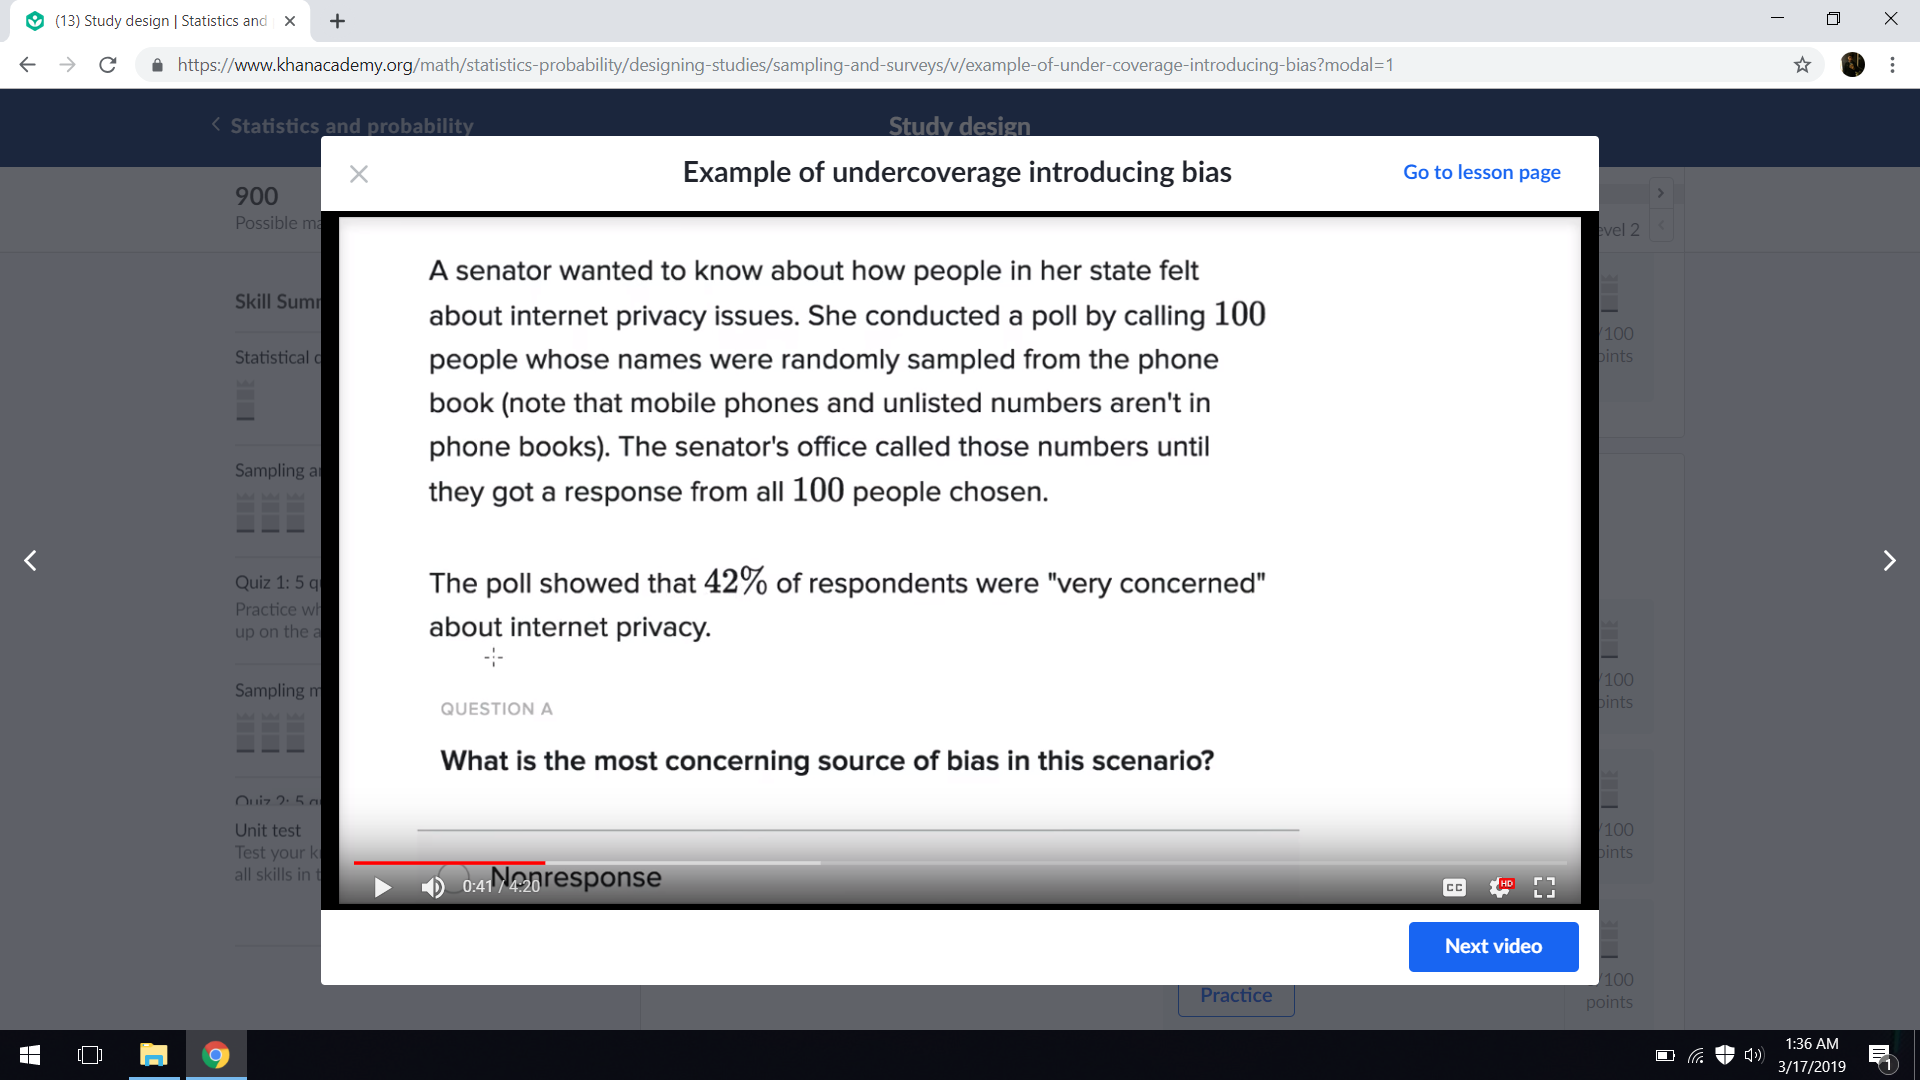 (13) Study design | Statistics and
https://www.khanacademy.org/math/statistics-probability/designing-studies/sampling-and-surveys/v/example-of-under-coverage-introducing-bias?modal=1
Statistics and probability
Study design
900
Possible ma
evel 2
Skill Summ
Statistical q
Sampling an
Quiz 1: 5 qu
Practice wh
up on the a
Sampling m
Quiz 2: 5 qu
Unit test
Test your kn
all skills in t
Example of undercoverage introducing bias
Go to lesson page
A senator wanted to know about how people in her state felt
about internet privacy issues. She conducted a poll by calling 100
people whose names were randomly sampled from the phone
book (note that mobile phones and unlisted numbers aren't in
phone books). The senator's office called those numbers until
they got a response from all 100 people chosen.
The poll showed that 42% of respondents were "very concerned"
about internet privacy.
QUESTION A
What is the most concerning source of bias in this scenario?
Nonresponse
0:41 / 4:20
CC
HD
Next video
Practice
/100
oints
/100
oints
/100
oints
/100
points
1:36 AM
3/17/2019
1